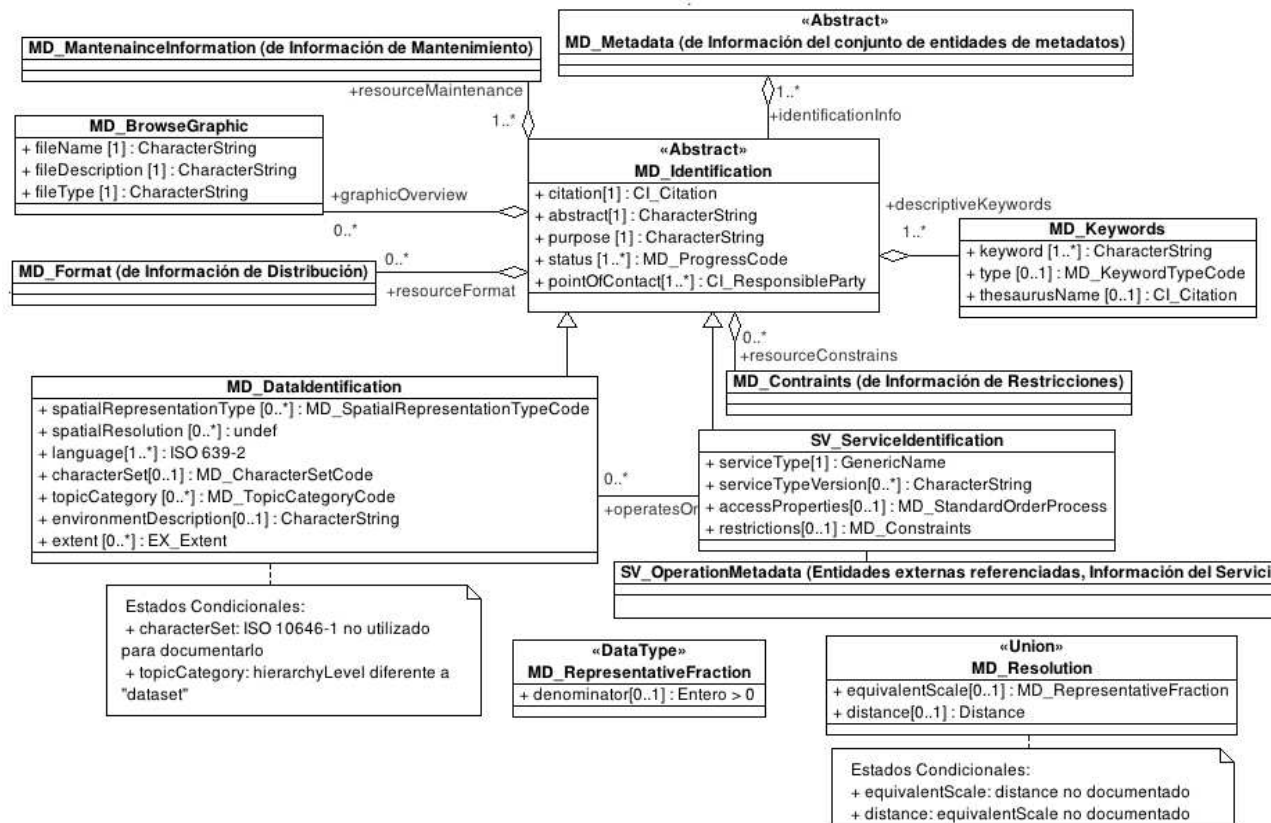 «Abstract»
MD_Metadata (de Información del conjunto de entidades de metadatos)
MD_MantenainceInformation (de Información de Mantenimiento)
+resourceMaintenance
1..*
1..*
+identificationInfo
MD_BrowseGraphic
+ fileName [1] : CharacterString
+ fileDescription [1] : CharacterString
+ fileType [1] : CharacterString
+graphicOverview
0..*
«Abstract»
MD_Identification
+ citation[1] : CI_Citation
+ abstract[1] : CharacterString
+ purpose [1] : CharacterString
+ status [1..*] : MD_ProgressCode
+ pointOfContact[1..*] : CI_ResponsibleParty
+descriptiveKeywords
1..*
MD_Keywords
+ keyword [1..*] : CharacterString
+ type [0..1] : MD_KeywordTypeCode
+ thesaurusName [0..1] : CI_Citation
MD_Format (de Información de Distribución)
0..*
+resourceFormat
0..*
+resourceConstrains
MD_Contraints (de Información de Restricciones)
MD_DataIdentification
+ spatialRepresentationType [0..*] : MD_SpatialRepresentationTypeCode
+ spatialResolution [0..*] : undef
+ language[1..*] : ISO 639-2
+ characterSet[0..1] : MD_CharacterSetCode
+ topicCategory [0..*] : MD_TopicCategoryCode
+ environmentDescription[0..1] : CharacterString
+ extent [0..*] : EX_Extent
0..*
+operatesOn
SV_ServiceIdentification
+ serviceType[1] : GenericName
+ serviceTypeVersion[0..*] : CharacterString
+ accessProperties[0..1] : MD_StandardOrderProcess
+ restrictions[0..1] : MD_Constraints
SV_OperationMetadata (Entidades externas referenciadas, Información del Servici
Estados Condicionales:
+ characterSet: ISO 10646-1 no utilizado
para documentarlo
+ topicCategory: hierarchyLevel diferente a
"dataset"
«DataType»
MD_RepresentativeFraction
+ denominator[0..1] : Entero > 0
«Union»
MD_Resolution
+ equivalentScale[0..1] : MD_RepresentativeFraction
+ distance[0..1] : Distance
Estados Condicionales:
+ equivalentScale: distance no documentado
+ distance: equivalentScale no documentado